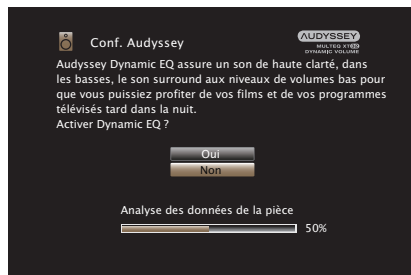 Conf. Audyssey
AUDYSSEY
MULTEQ XT32
DYNAMIC VOLUME
Audyssey Dynamic EQ assure un son de haute clarté, dans
les basses, le son surround aux niveaux de volumes bas pour
que vous puissiez profiter de vos films et de vos programmes
télévisés tard dans la nuit.
Activer Dynamic EQ ?
Oui
Non
Analyse des données de la pièce
50%